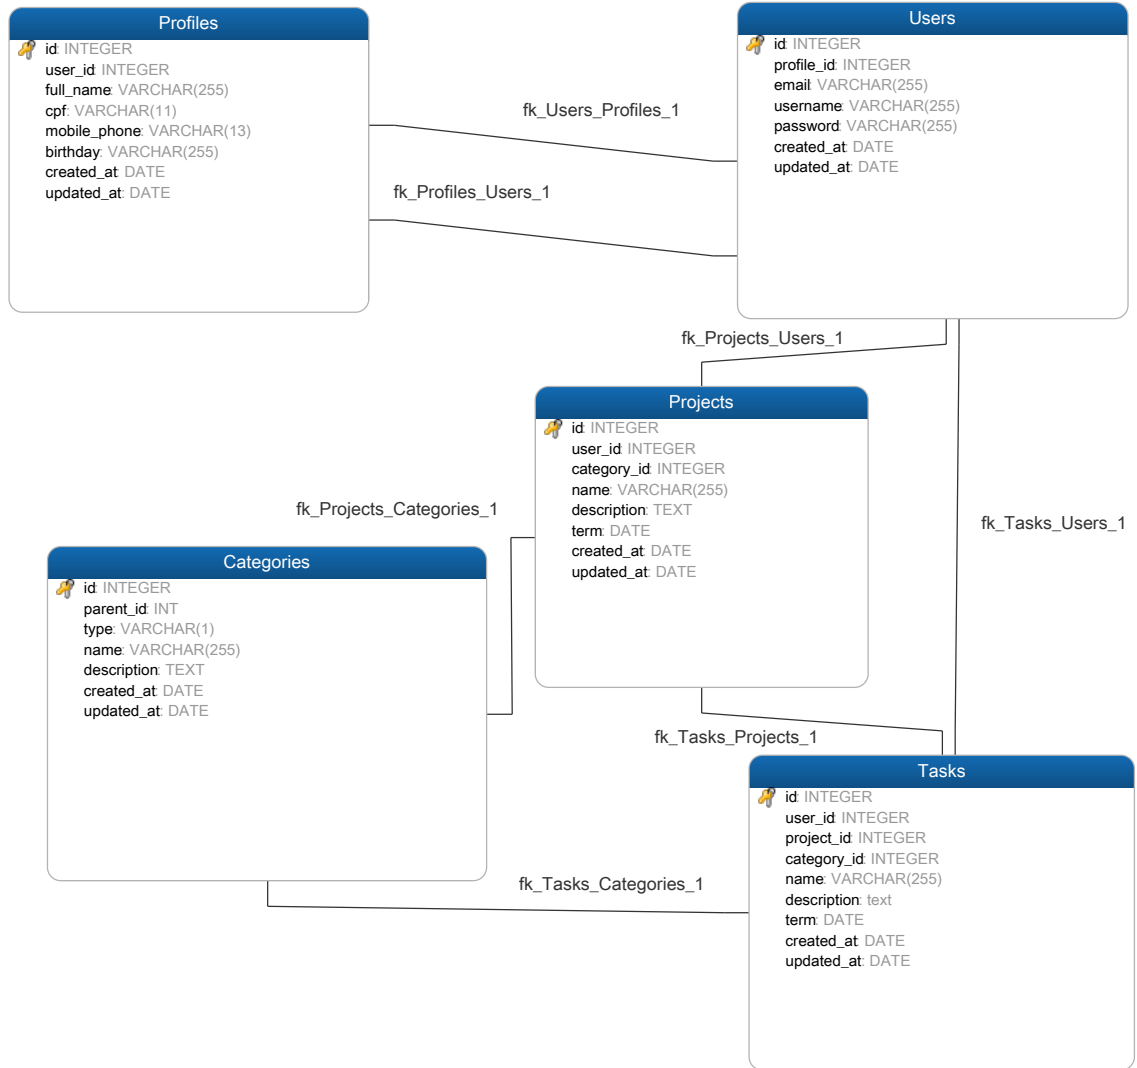 Profiles
id: INTEGER
user_id: INTEGER
full_name: VARCHAR(255)
cpf: VARCHAR(11)
mobile_phone: VARCHAR(13)
birthday: VARCHAR(255)
created_at: DATE
updated_at: DATE
Users
id: INTEGER
profile_id: INTEGER
email: VARCHAR(255)
username: VARCHAR(255)
password: VARCHAR(255)
created_at: DATE
updated_at: DATE
fk_Users_Profiles_1
fk_Profiles_Users_1
fk_Projects_Users_1
Projects
id: INTEGER
user_id: INTEGER
category_id: INTEGER
name: VARCHAR(255)
description: TEXT
term: DATE
created_at: DATE
updated_at: DATE
fk_Projects_Categories_1
fk_Tasks_Users_1
Categories
id: INTEGER
parent_id: INT
type: VARCHAR(1)
name: VARCHAR(255)
description: TEXT
created_at: DATE
updated_at: DATE
fk_Tasks_Projects_1
Tasks
id: INTEGER
user_id: INTEGER
project_id: INTEGER
category_id: INTEGER
name: VARCHAR(255)
description: text
term: DATE
created_at: DATE
updated_at: DATE
fk_Tasks_Categories_1